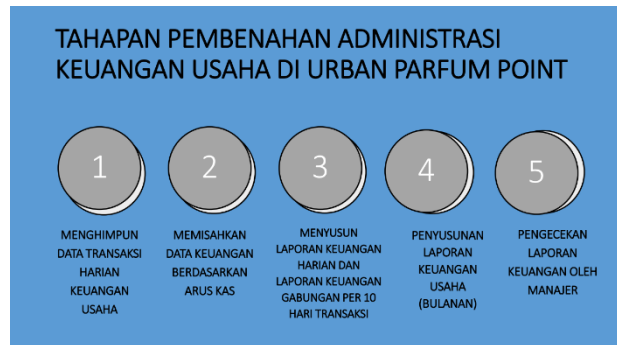 TAHAPAN PEMBENAHAN ADMINISTRASI
KEUANGAN USAHA DI URBAN PARFUM POINT
1
MENGHIMPUN
DATA TRANSAKSI
HARIAN
KEUANGAN
USAHA
2
MEMISAHKAN
DATA KEUANGAN
BERDASARKAN
ARUS KAS
3
MENYUSUN
LAPORAN KEUANGAN
HARIAN DAN
LAPORAN KEUANGAN
GABUNGAN PER 10
HARI TRANSAKSI
4
PENYUSUNAN
LAPORAN
KEUANGAN
USAHA
(BULANAN)
5
PENGECEKAN
LAPORAN
KEUANGAN OLEH
MANAJER